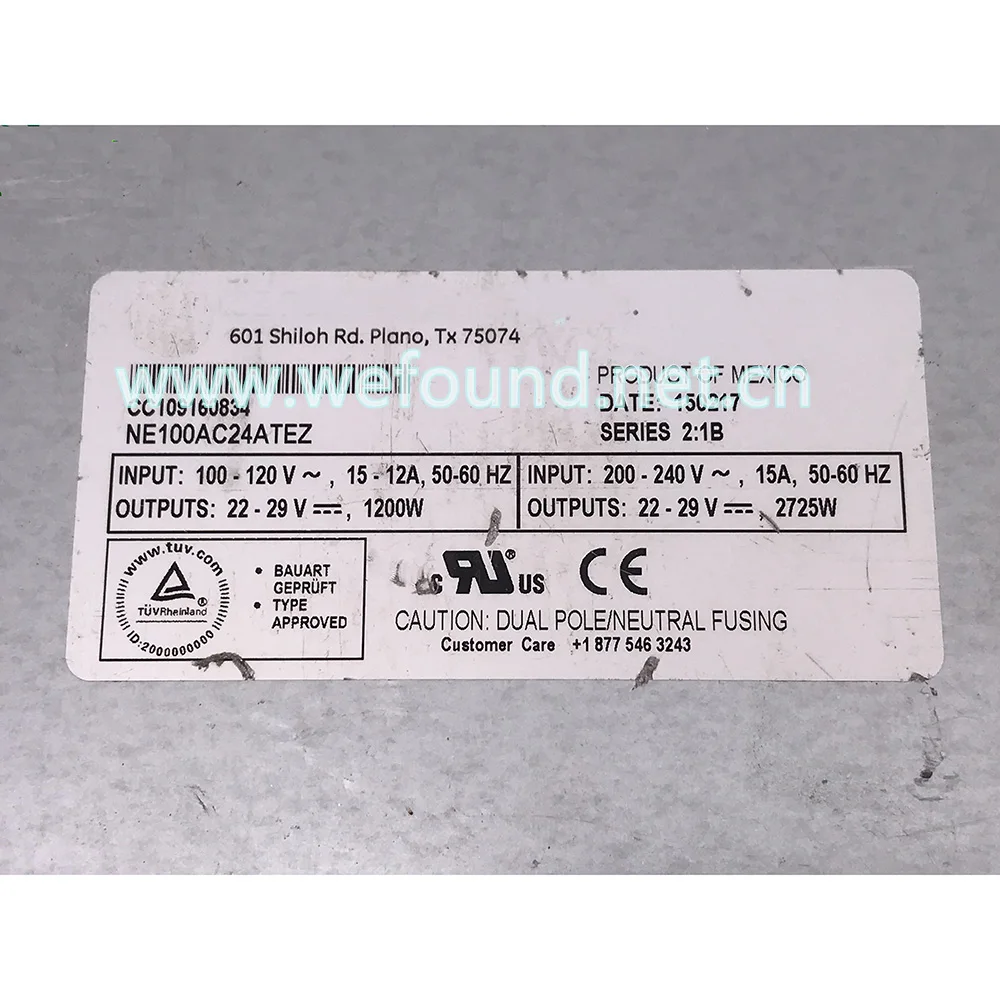 601 Shiloh Rd. Plano, Tx 75074
www.wefound.net.cn
CC109160834 PRODUCT OF MEXICO
DATE: 150217
NE100AC24ATEZ SERIES 2:1B
INPUT: 100 - 120 V ~ , 15 - 12A, 50-60 HZ
OUTPUTS: 22 - 29 V ⎓, 1200W
INPUT: 200 - 240 V ~ , 15A, 50-60 HZ
OUTPUTS: 22 - 29 V ⎓, 2725W
www.tuv.com
TÜVRheinland®
ID:2000000000
• BAUART
GEPRÜFT
• TYPE
APPROVED
c RU® US CE
CAUTION: DUAL POLE/NEUTRAL FUSING
Customer Care +1 877 546 3243